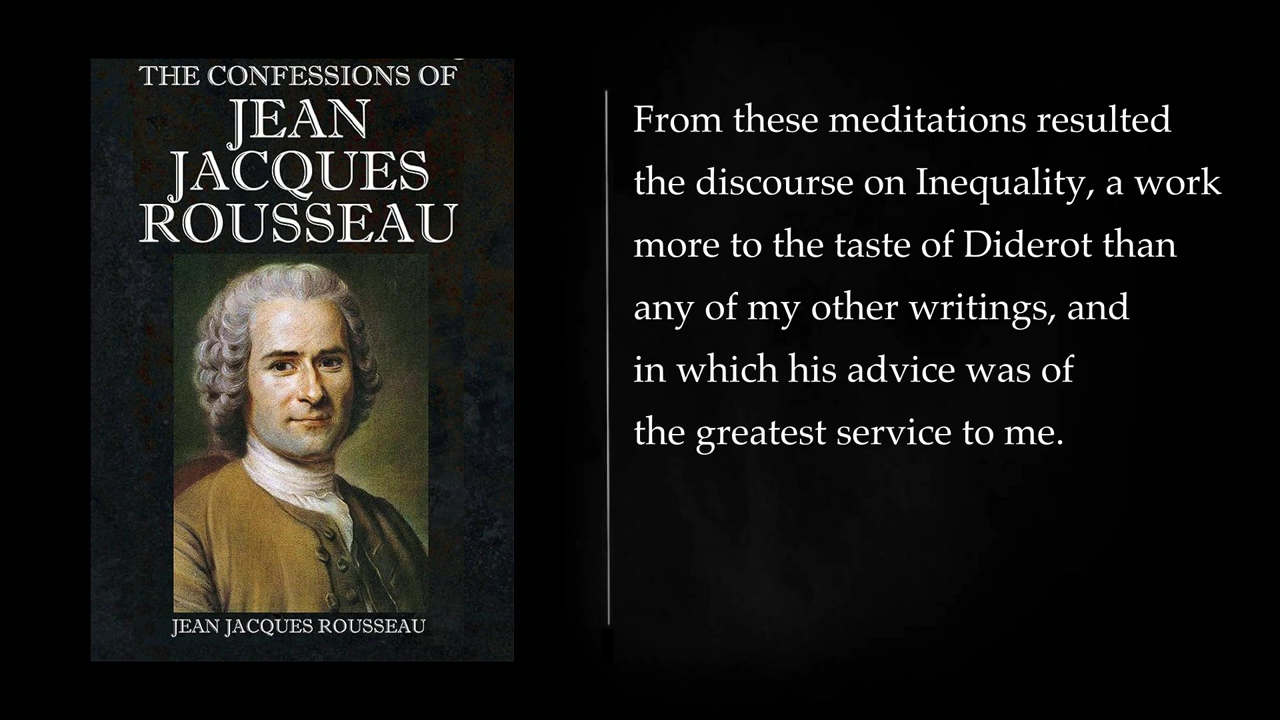 THE CONFESSIONS OF
JEAN
JACQUES
ROUSSEAU
JEAN JACQUES ROUSSEAU
From these meditations resulted
the discourse on Inequality, a work
more to the taste of Diderot than
any of my other writings, and
in which his advice was of
the greatest service to me.